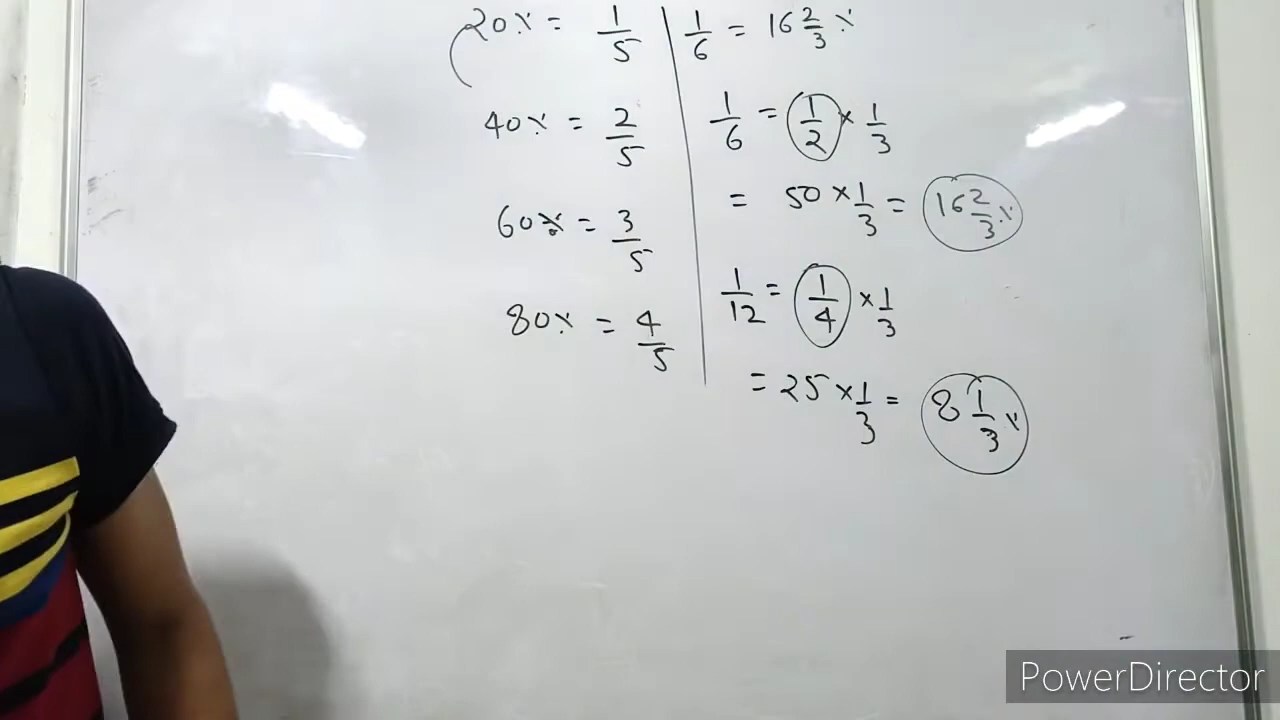 20% = 1/5
40% = 2/5
60% = 3/5
80% = 4/5
1/6 = 16 2/3 %
1/6 = 1/2 × 1/3
= 50 × 1/3 = 16 2/3 %
1/12 = 1/4 × 1/3
= 25 × 1/3 = 8 1/3 %
PowerDirector